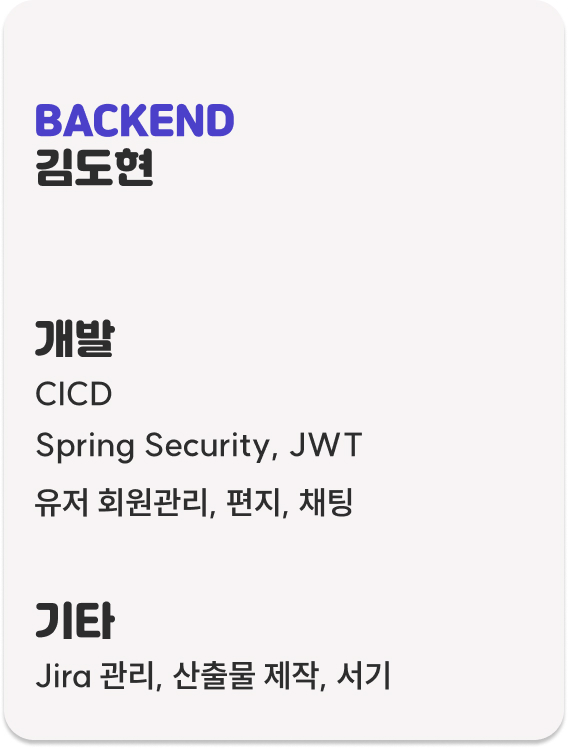 BACKEND
김도현
개발
CICD
Spring Security, JWT
유저 회원관리, 편지, 채팅
기타
Jira 관리, 산출물 제작, 서기